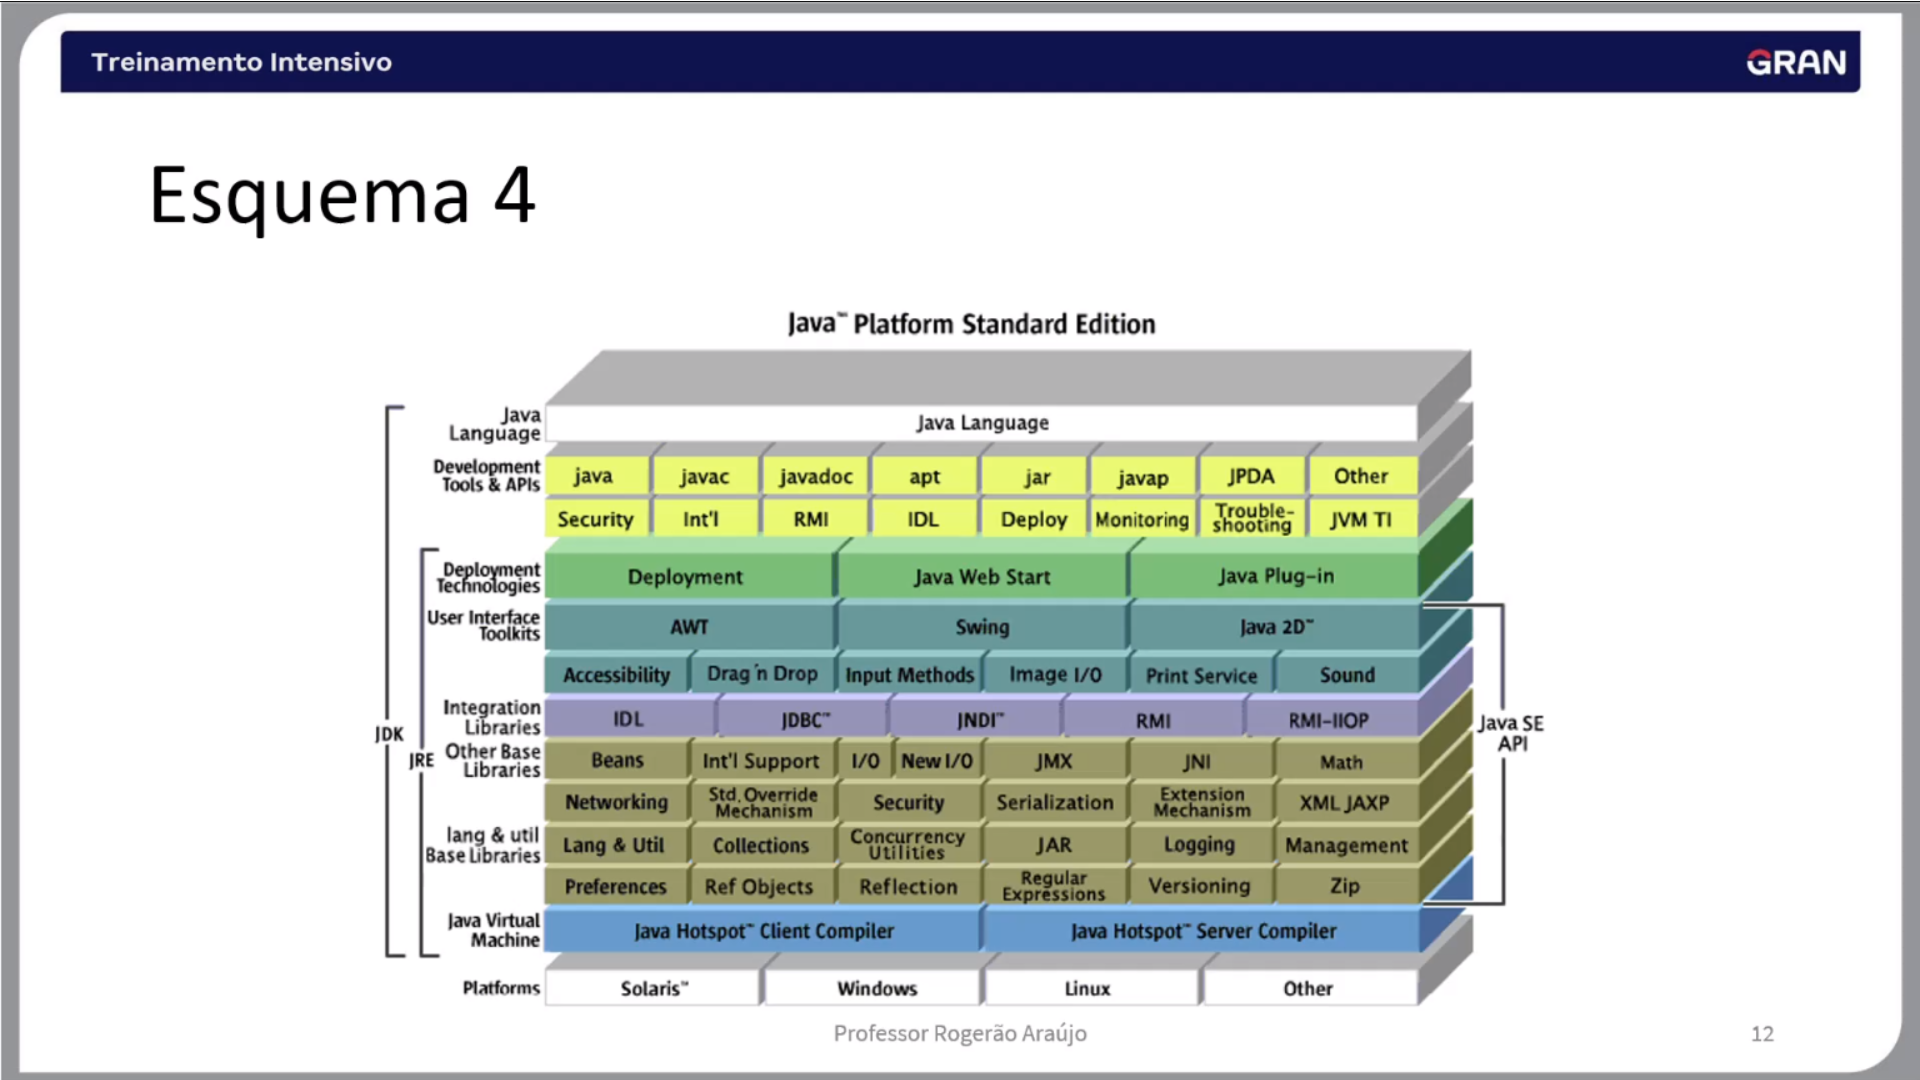 Treinamento Intensivo
GRAN
Esquema 4
Java™ Platform Standard Edition
Java
Language
Java Language
Development
Tools & APIs
java
javac
javadoc
apt
jar
javap
JPDA
Other
Security
Int'l
RMI
IDL
Deploy
Monitoring
Trouble-
shooting
JVM TI
Deployment
Technologies
Deployment
Java Web Start
Java Plug-in
User Interface
Toolkits
AWT
Swing
Java 2D™
Accessibility
Drag 'n Drop
Input Methods
Image I/O
Print Service
Sound
Integration
Libraries
IDL
JDBC™
JNDI™
RMI
RMI-IIOP
JDK
JRE
Java SE
API
Other Base
Libraries
Beans
Int'l Support
I/O
New I/O
JMX
JNI
Math
Networking
Std. Override
Mechanism
Security
Serialization
Extension
Mechanism
XML JAXP
lang & util
Base Libraries
Lang & Util
Collections
Concurrency
Utilities
JAR
Logging
Management
Preferences
Ref Objects
Reflection
Regular
Expressions
Versioning
Zip
Java Virtual
Machine
Java Hotspot™ Client Compiler
Java Hotspot™ Server Compiler
Platforms
Solaris™
Windows
Linux
Other
Professor Rogerão Araújo
12